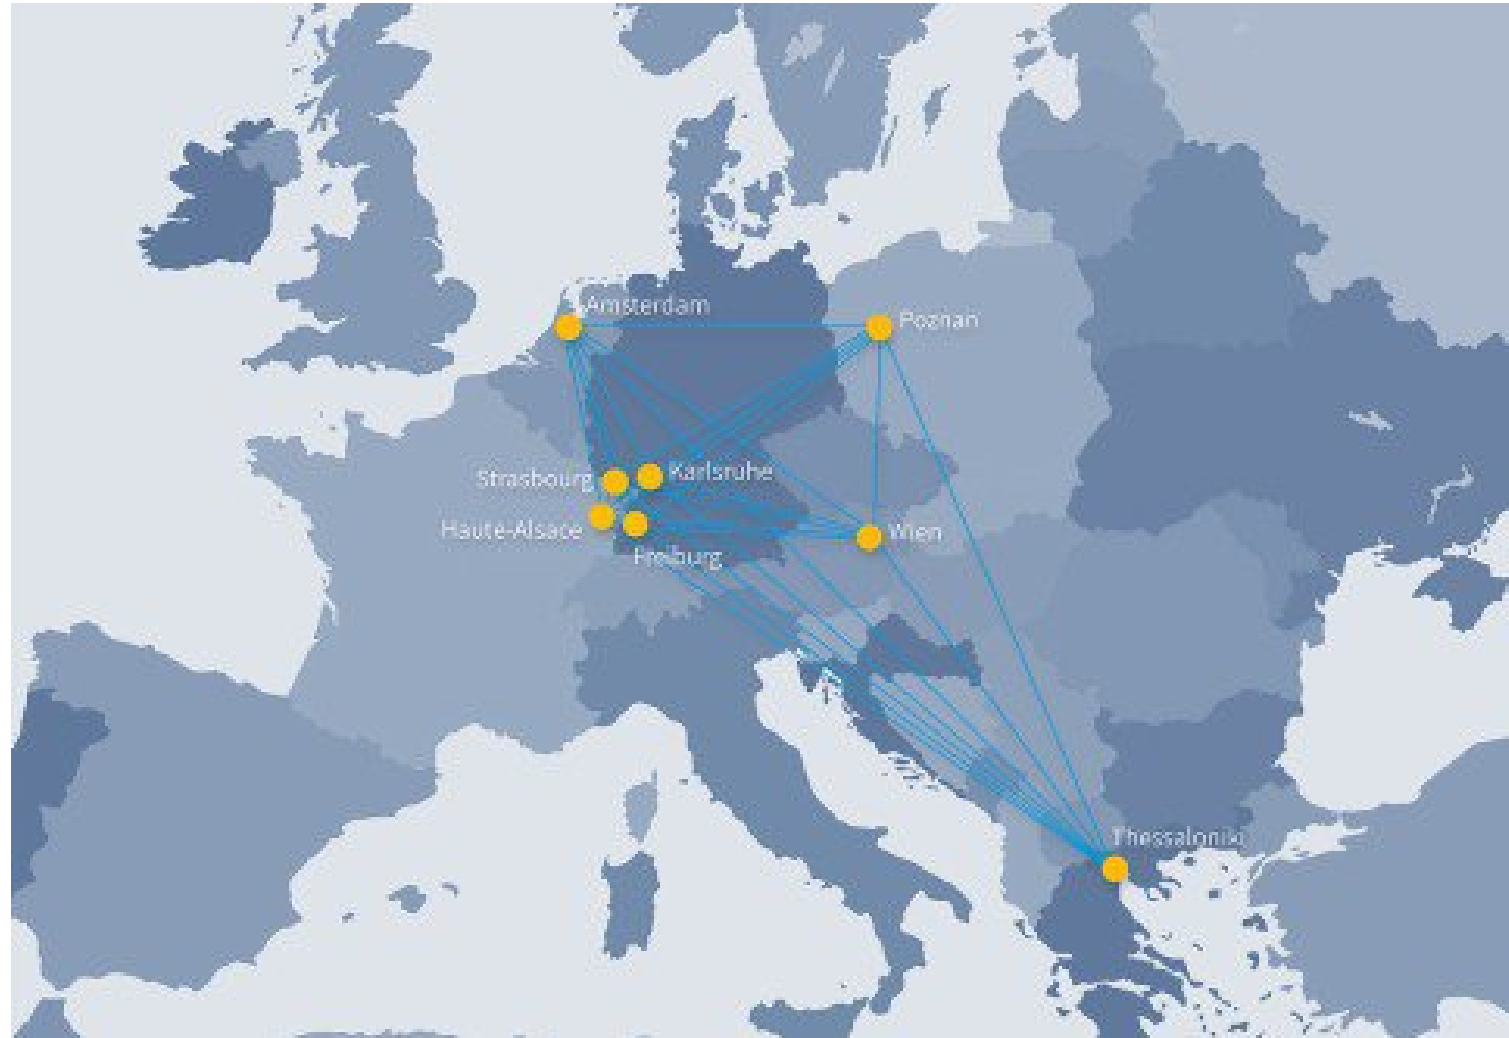 Amsterdam
Poznan
Strasbourg
Karlsruhe
Haute-Alsace
Wien
Freiburg
Thessaloniki